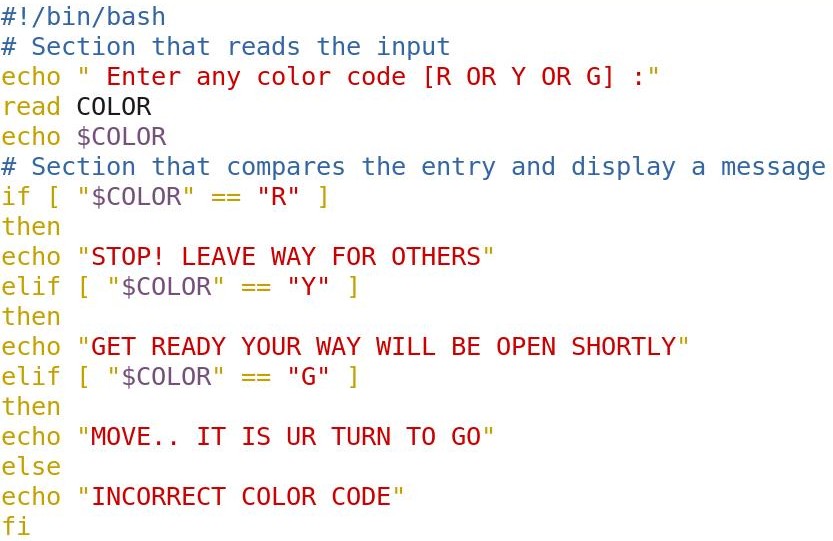 #!/bin/bash
# Section that reads the input
echo " Enter any color code [R OR Y OR G] :"
read COLOR
echo $COLOR
# Section that compares the entry and display a message
if [ "$COLOR" == "R" ]
then
echo "STOP! LEAVE WAY FOR OTHERS"
elif [ "$COLOR" == "Y" ]
then
echo "GET READY YOUR WAY WILL BE OPEN SHORTLY"
elif [ "$COLOR" == "G" ]
then
echo "MOVE.. IT IS UR TURN TO GO"
else
echo "INCORRECT COLOR CODE"
fi